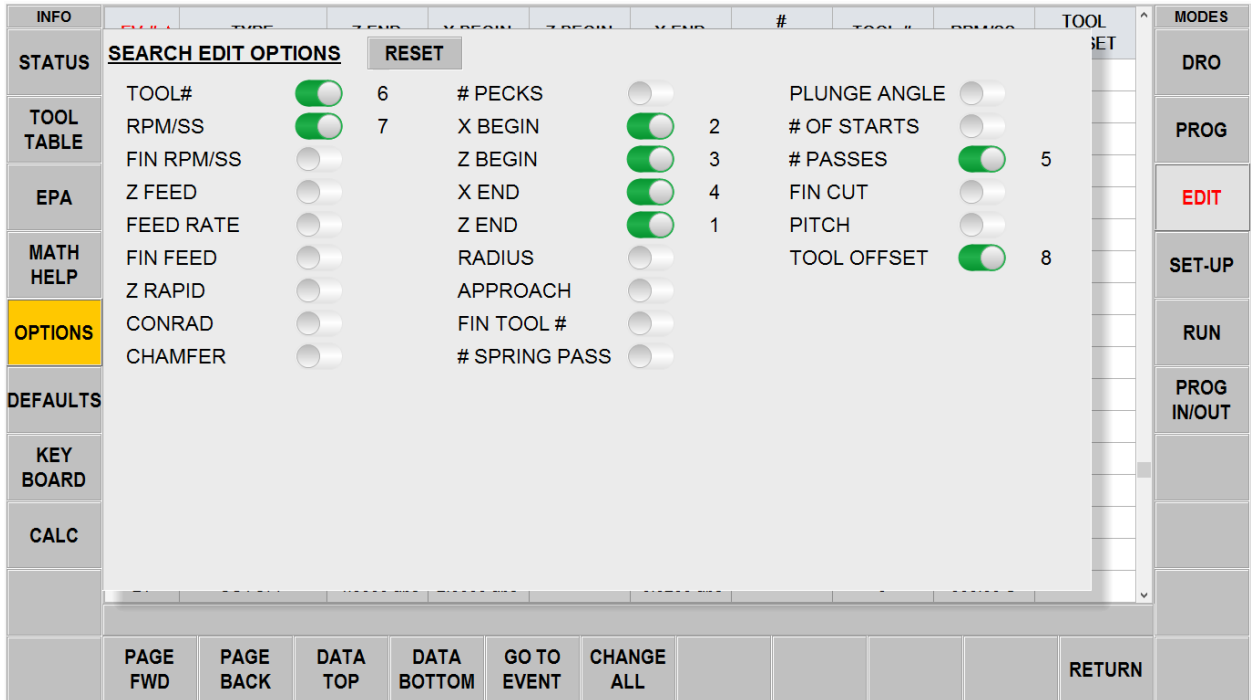 INFO
#
TOOL
MODES
SEARCH EDIT OPTIONS
RESET
STATUS
TOOL
TABLE
EPA
MATH
HELP
OPTIONS
DEFAULTS
KEY
BOARD
CALC
TOOL# 6
RPM/SS 7
FIN RPM/SS
Z FEED
FEED RATE
FIN FEED
Z RAPID
CONRAD
CHAMFER
# PECKS
X BEGIN 2
Z BEGIN 3
X END 4
Z END 1
RADIUS
APPROACH
FIN TOOL #
# SPRING PASS
PLUNGE ANGLE
# OF STARTS
# PASSES 5
FIN CUT
PITCH
TOOL OFFSET 8
DRO
PROG
EDIT
SET-UP
RUN
PROG
IN/OUT
PAGE
FWD
PAGE
BACK
DATA
TOP
DATA
BOTTOM
GO TO
EVENT
CHANGE
ALL
RETURN